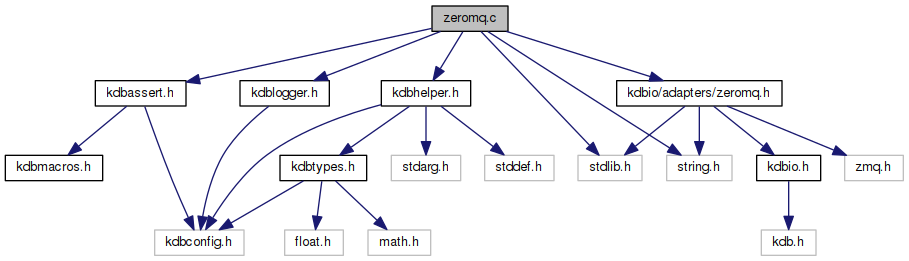 zeromq.c
kdbassert.h
kdblogger.h
kdbhelper.h
kdbio/adapters/zeromq.h
kdbmacros.h
kdbtypes.h
stdarg.h
stddef.h
stdlib.h
string.h
kdbio.h
zmq.h
kdbconfig.h
float.h
math.h
kdb.h